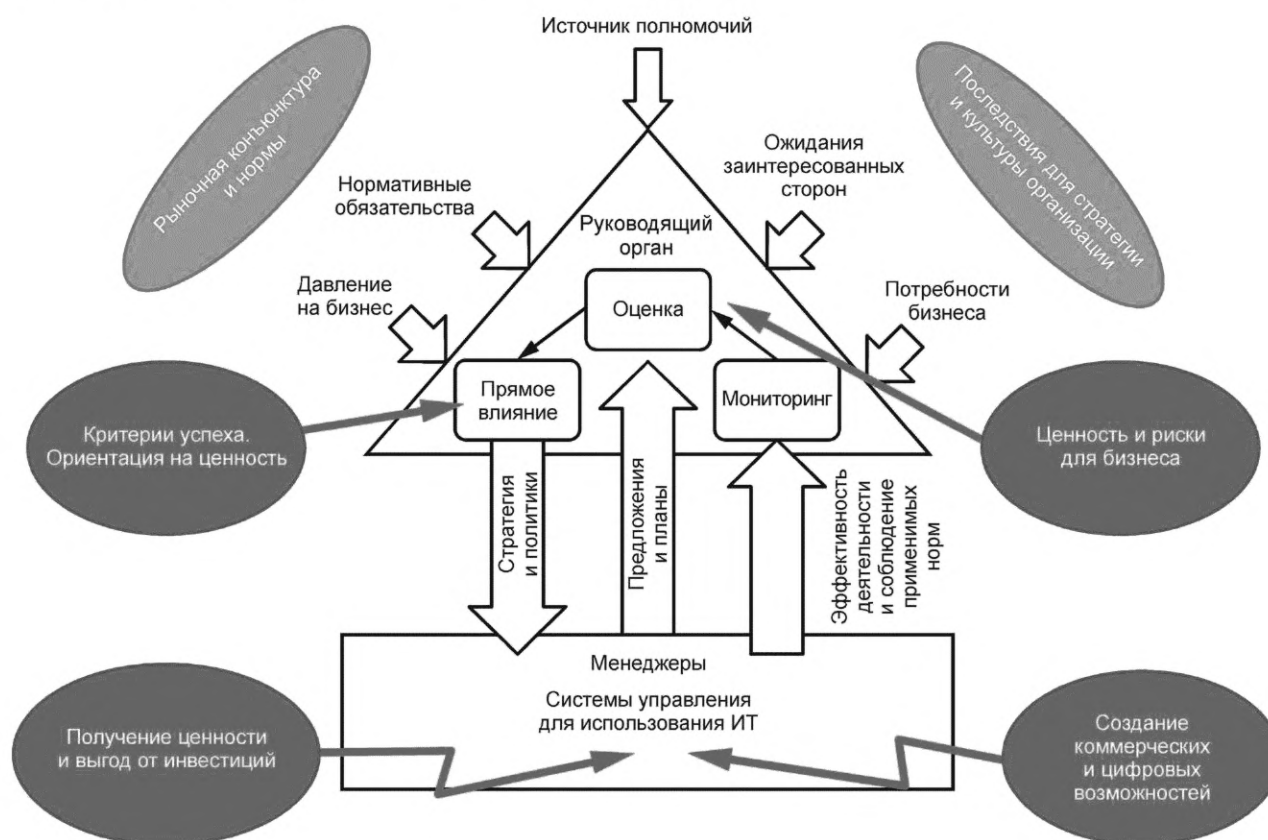 Источник полномочий
Рыночная конъюнктура
и нормы
Последствия для стратегии
и культуры организации
Нормативные
обязательства
Ожидания
заинтересованных
сторон
Руководящий
орган
Давление
на бизнес
Оценка
Потребности
бизнеса
Прямое
влияние
Мониторинг
Критерии успеха.
Ориентация на ценность
Ценность и риски
для бизнеса
Стратегия
и политики
Предложения
и планы
Эффективность
деятельности
и соблюдение
применимых
норм
Менеджеры
Системы управления
для использования ИТ
Получение ценности
и выгод от инвестиций
Создание
коммерческих
и цифровых
возможностей